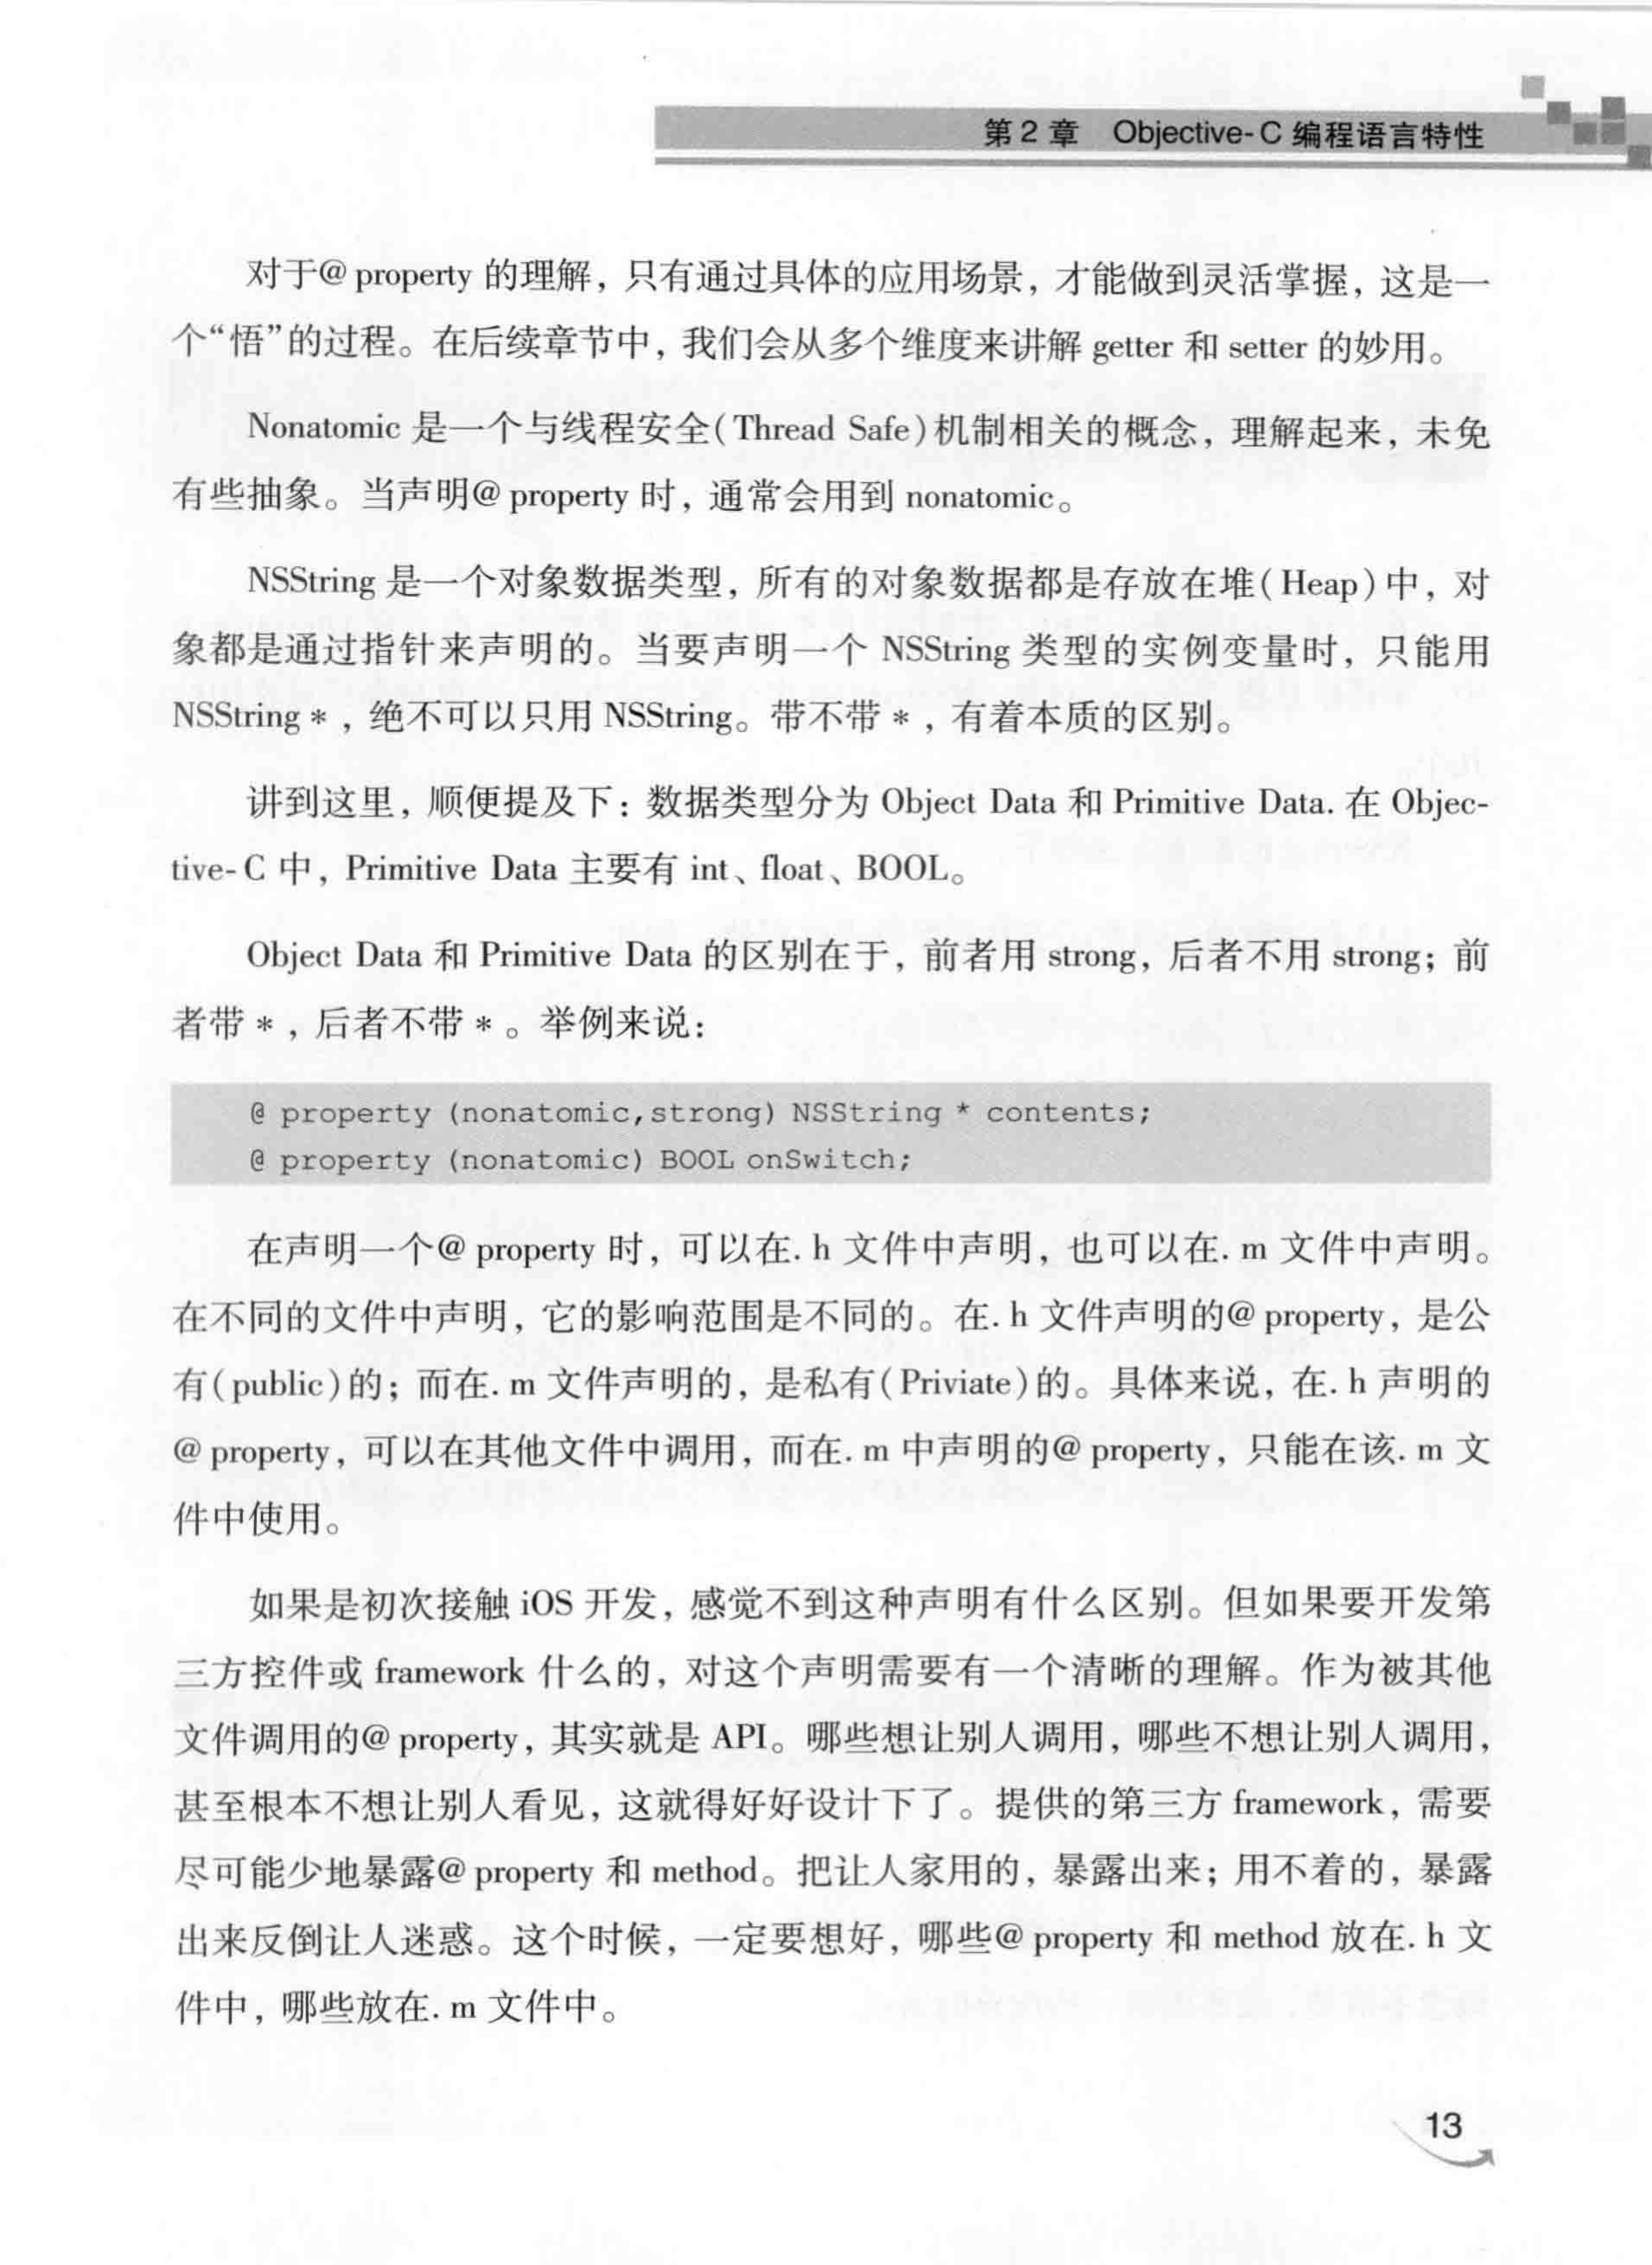 第 2 章 Objective-C 编程语言特性
对于@ property 的理解，只有通过具体的应用场景，才能做到灵活掌握，这是一
个“悟”的过程。在后续章节中，我们会从多个维度来讲解 getter 和 setter 的妙用。
Nonatomic 是一个与线程安全(Thread Safe)机制相关的概念，理解起来，未免
有些抽象。当声明@ property 时，通常会用到 nonatomic。
NSString 是一个对象数据类型，所有的对象数据都是存放在堆(Heap)中，对
象都是通过指针来声明的。当要声明一个 NSString 类型的实例变量时，只能用
NSString *，绝不可以只用 NSString。带不带 *，有着本质的区别。
讲到这里，顺便提及下：数据类型分为 Object Data 和 Primitive Data. 在 Objec-
tive-C 中，Primitive Data 主要有 int、float、BOOL。
Object Data 和 Primitive Data 的区别在于，前者用 strong，后者不用 strong；前
者带 *，后者不带 *。举例来说：
@ property (nonatomic,strong) NSString * contents;
@ property (nonatomic) BOOL onSwitch;
在声明一个@ property 时，可以在. h 文件中声明，也可以在. m 文件中声明。
在不同的文件中声明，它的影响范围是不同的。在. h 文件声明的@ property，是公
有(public)的；而在. m 文件声明的，是私有(Priviate)的。具体来说，在. h 声明的
@ property，可以在其他文件中调用，而在. m 中声明的@ property，只能在该. m 文
件中使用。
如果是初次接触 iOS 开发，感觉不到这种声明有什么区别。但如果要开发第
三方控件或 framework 什么的，对这个声明需要有一个清晰的理解。作为被其他
文件调用的@ property，其实就是 API。哪些想让别人调用，哪些不想让别人调用，
甚至根本不想让别人看见，这就得好好设计下了。提供的第三方 framework，需要
尽可能少地暴露@ property 和 method。把让人家用的，暴露出来；用不着的，暴露
出来反倒让人迷惑。这个时候，一定要想好，哪些@ property 和 method 放在. h 文
件中，哪些放在. m 文件中。
13